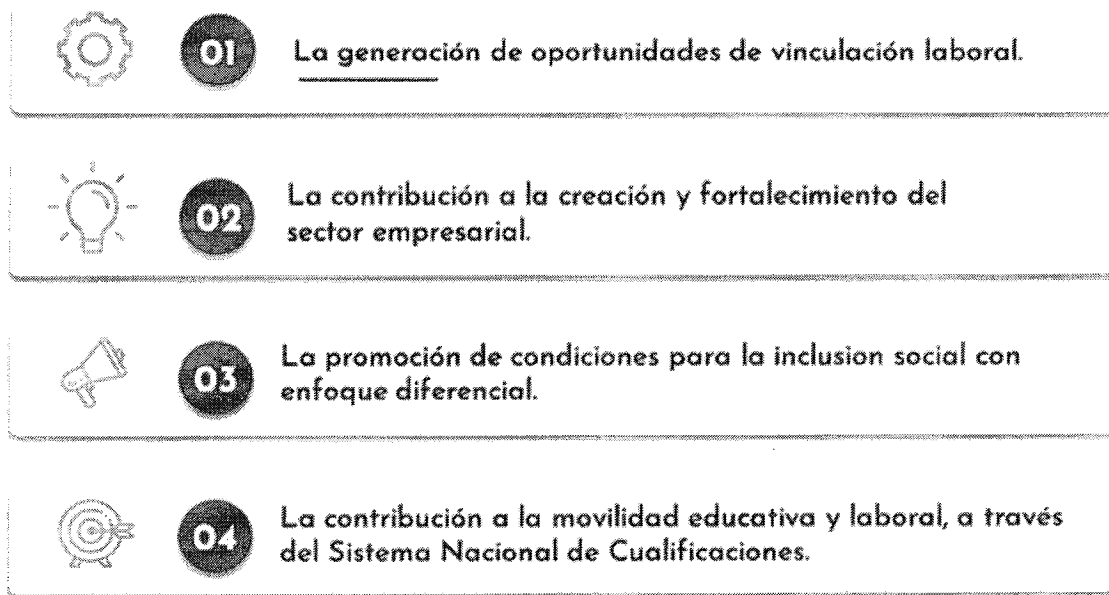 01
La generación de oportunidades de vinculación laboral.
02
La contribución a la creación y fortalecimiento del
sector empresarial.
03
La promoción de condiciones para la inclusion social con
enfoque diferencial.
04
La contribución a la movilidad educativa y laboral, a través
del Sistema Nacional de Cualificaciones.